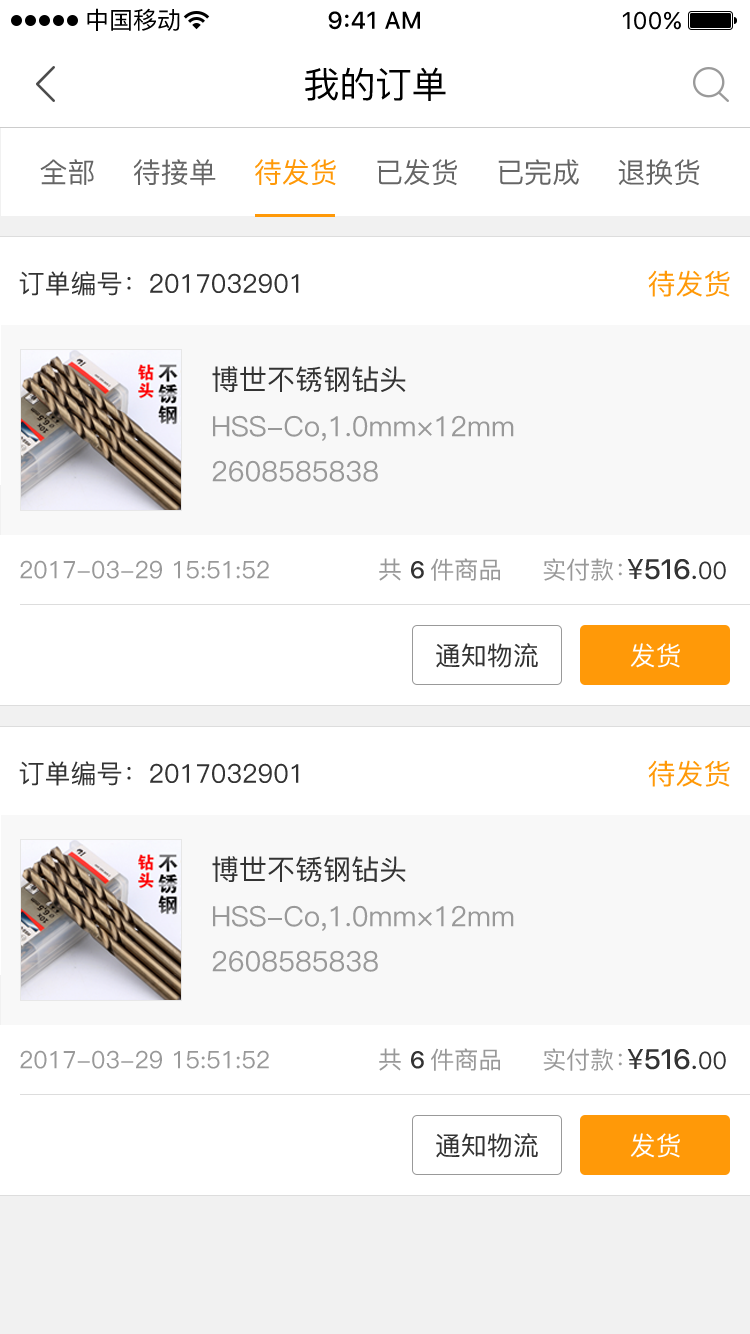 中国移动 9:41 AM 100%
我的订单
全部 待接单 待发货 已发货 已完成 退换货
订单编号：2017032901 待发货
不锈钢
钻头
博世不锈钢钻头
HSS-Co,1.0mm×12mm
2608585838
2017-03-29 15:51:52 共 6 件商品 实付款:¥516.00
通知物流 发货
订单编号：2017032901 待发货
不锈钢
钻头
博世不锈钢钻头
HSS-Co,1.0mm×12mm
2608585838
2017-03-29 15:51:52 共 6 件商品 实付款:¥516.00
通知物流 发货